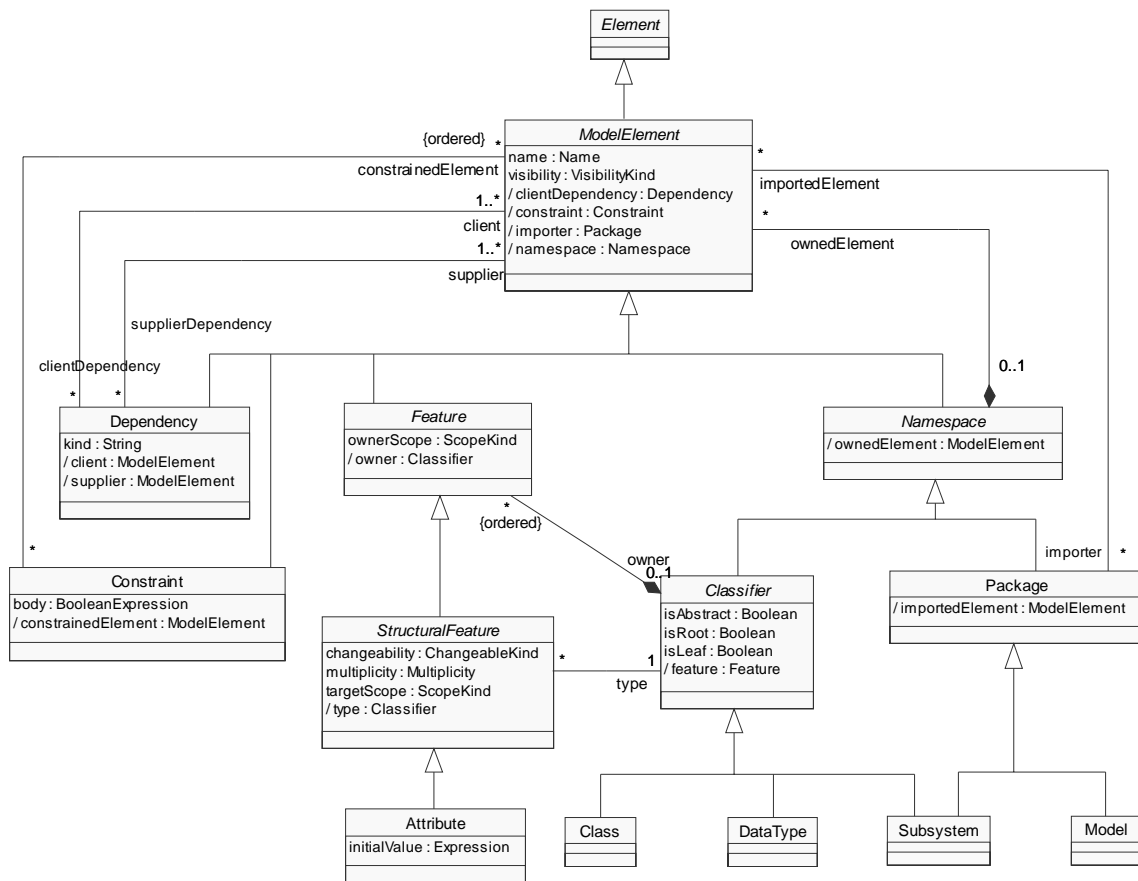 Element
ModelElement
name : Name
visibility : VisibilityKind
/ clientDependency : Dependency
/ constraint : Constraint
/ importer : Package
/ namespace : Namespace
{ordered} *
constrainedElement
1..*
client
1..*
supplier
*
importedElement
*
ownedElement
supplierDependency
clientDependency
* *
0..1
Dependency
kind : String
/ client : ModelElement
/ supplier : ModelElement
Feature
ownerScope : ScopeKind
/ owner : Classifier
Namespace
/ ownedElement : ModelElement
*
{ordered}
owner
0..1
*
importer *
Constraint
body : BooleanExpression
/ constrainedElement : ModelElement
Classifier
isAbstract : Boolean
isRoot : Boolean
isLeaf : Boolean
/ feature : Feature
Package
/ importedElement : ModelElement
StructuralFeature
changeability : ChangeableKind
multiplicity : Multiplicity
targetScope : ScopeKind
/ type : Classifier
* 1
type
Attribute
initialValue : Expression
Class
DataType
Subsystem
Model